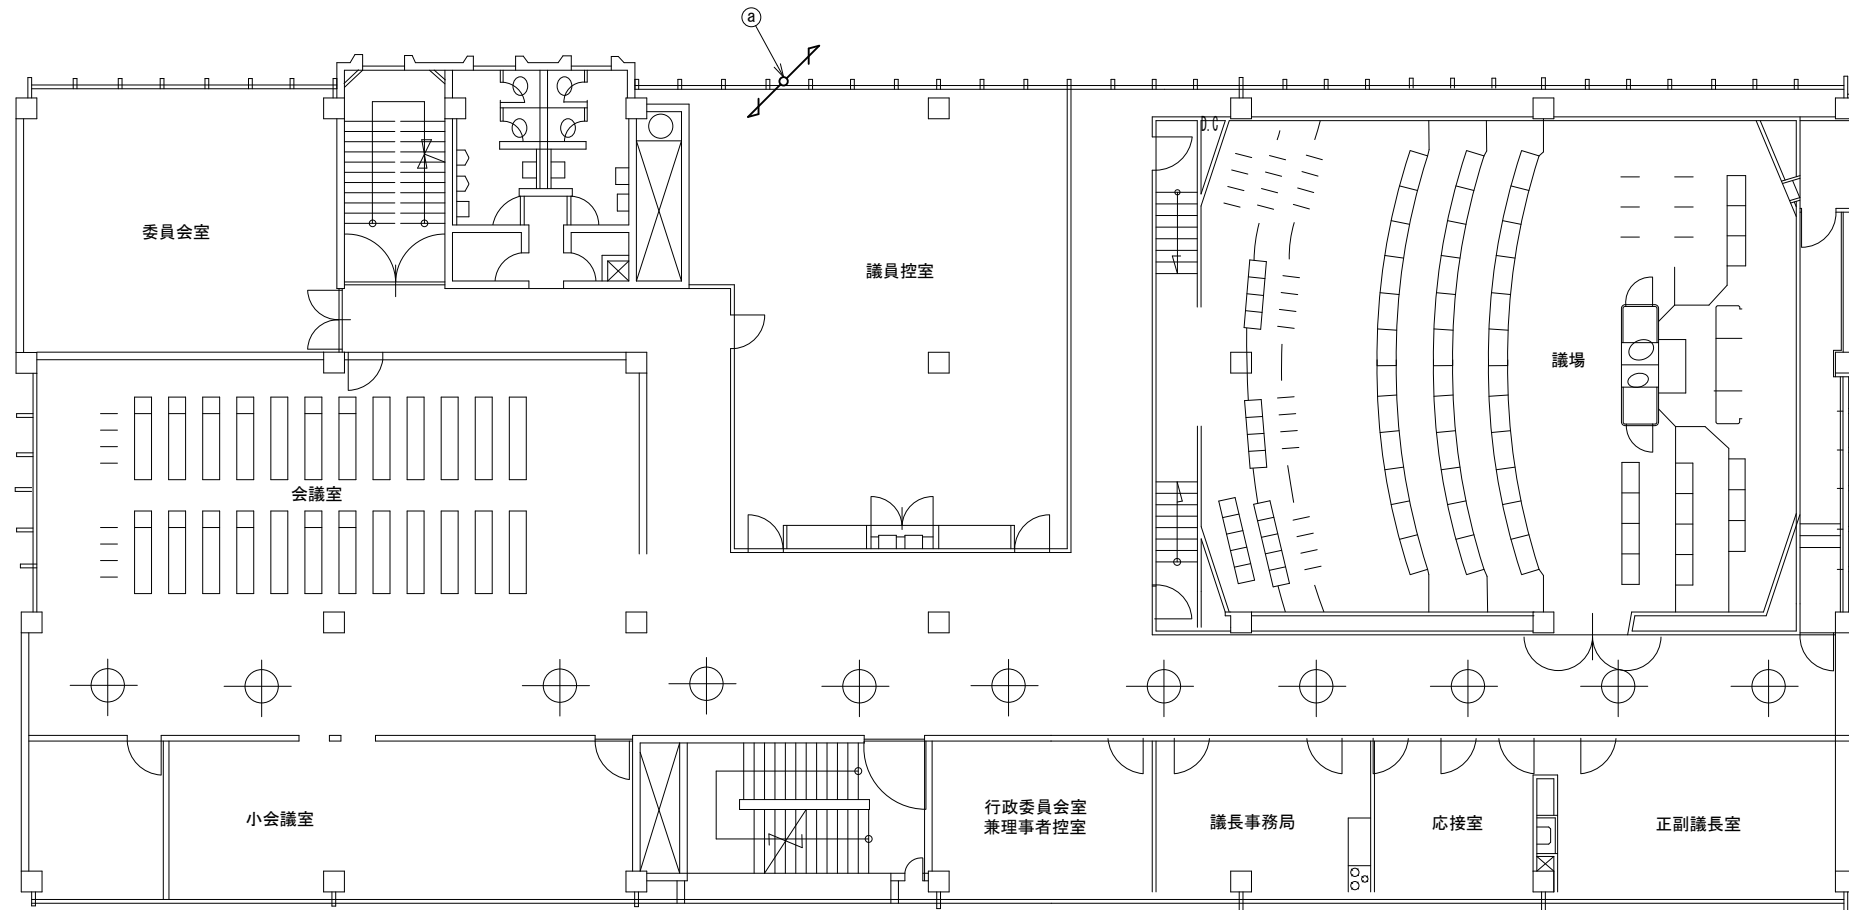 ⓐ
D.C
委員会室
議員控室
議場
会議室
小会議室
行政委員会室
兼理事者控室
議長事務局
応接室
正副議長室